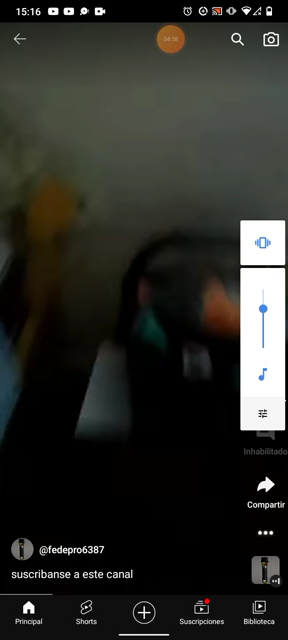 15:16
04:56
Inhabilitado
Compartir
@fedepro6387
suscribanse a este canal
Principal
Shorts
Suscripciones
Biblioteca